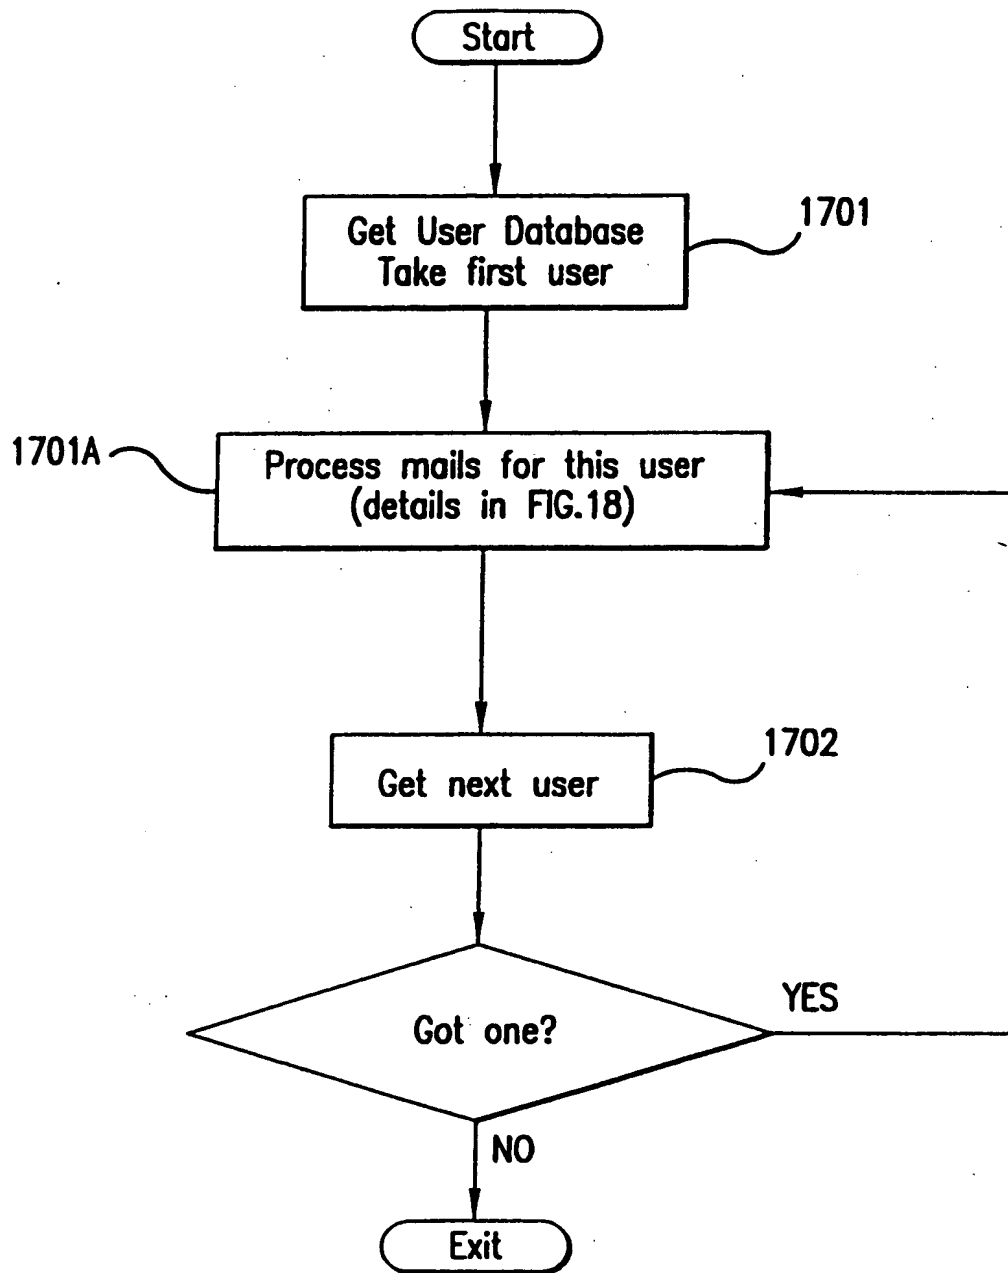 Start
Get User Database
Take first user
1701
1701A
Process mails for this user
(details in FIG.18)
Get next user
1702
Got one?
YES
NO
Exit